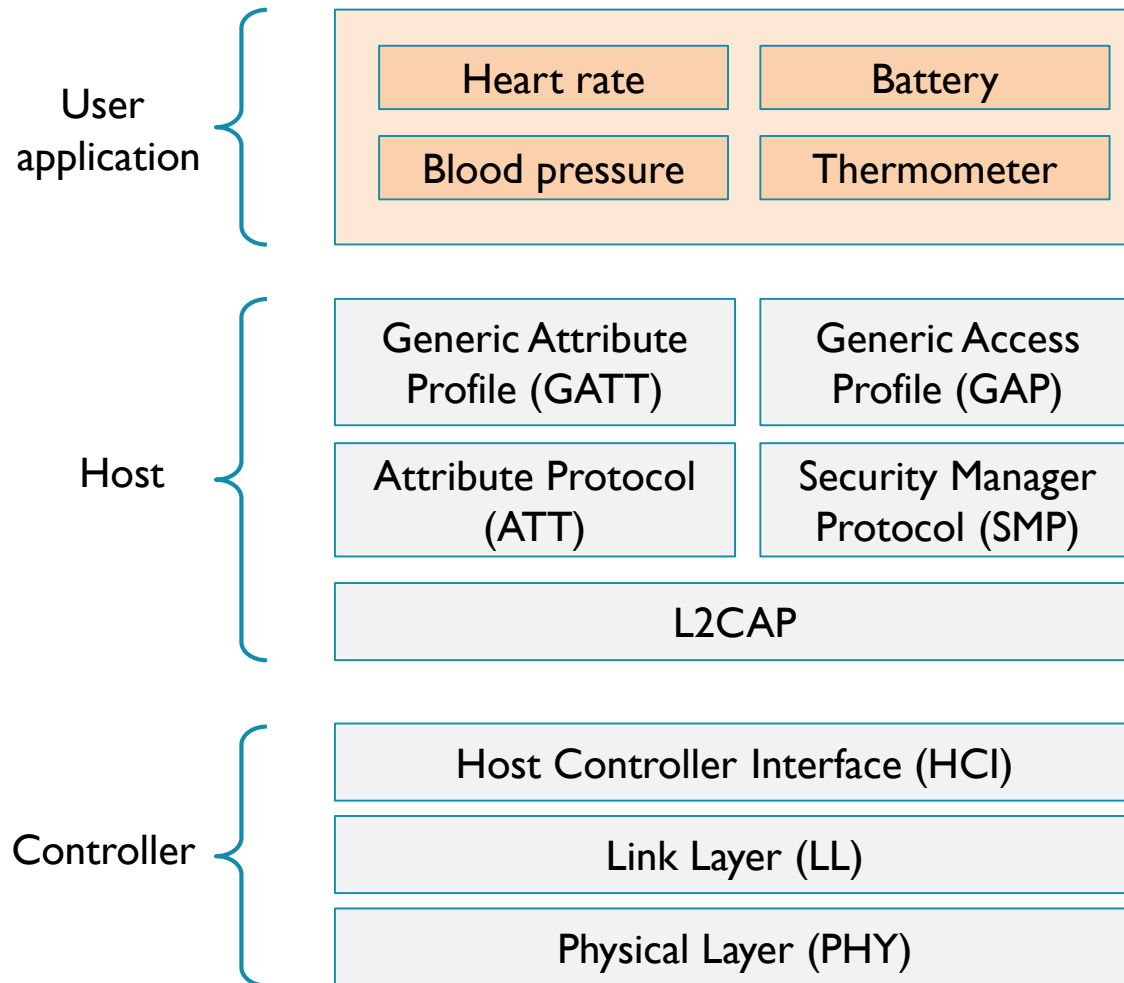 User
application
Heart rate
Battery
Blood pressure
Thermometer
Host
Generic Attribute
Profile (GATT)
Generic Access
Profile (GAP)
Attribute Protocol
(ATT)
Security Manager
Protocol (SMP)
L2CAP
Controller
Host Controller Interface (HCI)
Link Layer (LL)
Physical Layer (PHY)